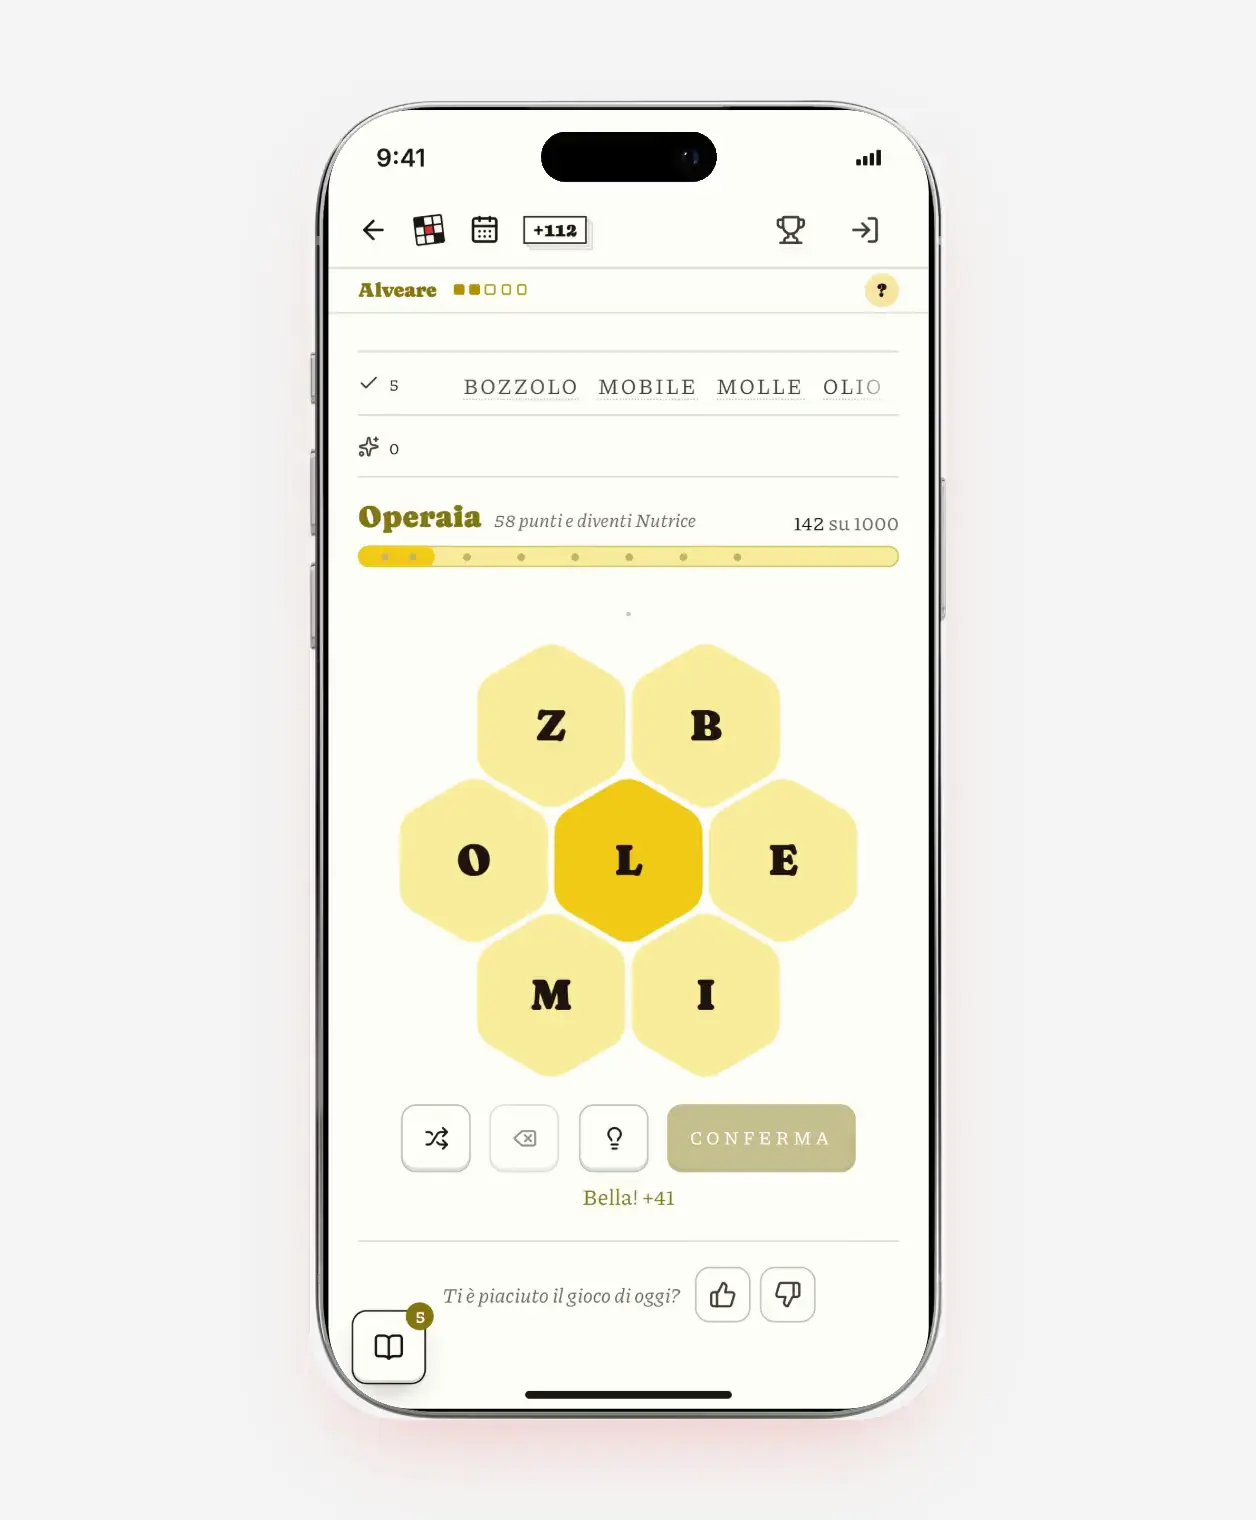 9:41
+112
Alveare
?
5 BOZZOLO MOBILE MOLLE OLIO
0
Operaia 58 punti e diventi Nutrice 142 su 1000
Z B
O L E
M I
CONFERMA
Bella! +41
Ti è piaciuto il gioco di oggi?
5